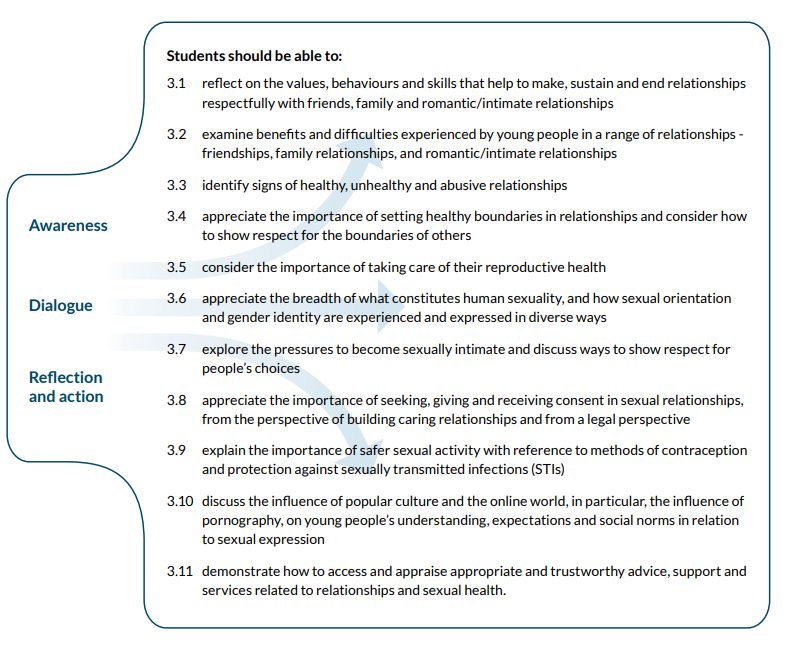 Students should be able to:
3.1 reflect on the values, behaviours and skills that help to make, sustain and end relationships
respectfully with friends, family and romantic/intimate relationships
3.2 examine benefits and difficulties experienced by young people in a range of relationships -
friendships, family relationships, and romantic/intimate relationships
3.3 identify signs of healthy, unhealthy and abusive relationships
3.4 appreciate the importance of setting healthy boundaries in relationships and consider how
to show respect for the boundaries of others
3.5 consider the importance of taking care of their reproductive health
3.6 appreciate the breadth of what constitutes human sexuality, and how sexual orientation
and gender identity are experienced and expressed in diverse ways
3.7 explore the pressures to become sexually intimate and discuss ways to show respect for
people's choices
3.8 appreciate the importance of seeking, giving and receiving consent in sexual relationships,
from the perspective of building caring relationships and from a legal perspective
3.9 explain the importance of safer sexual activity with reference to methods of contraception
and protection against sexually transmitted infections (STIs)
3.10 discuss the influence of popular culture and the online world, in particular, the influence of
pornography, on young people's understanding, expectations and social norms in relation
to sexual expression
3.11 demonstrate how to access and appraise appropriate and trustworthy advice, support and
services related to relationships and sexual health.
Awareness
Dialogue
Reflection
and action